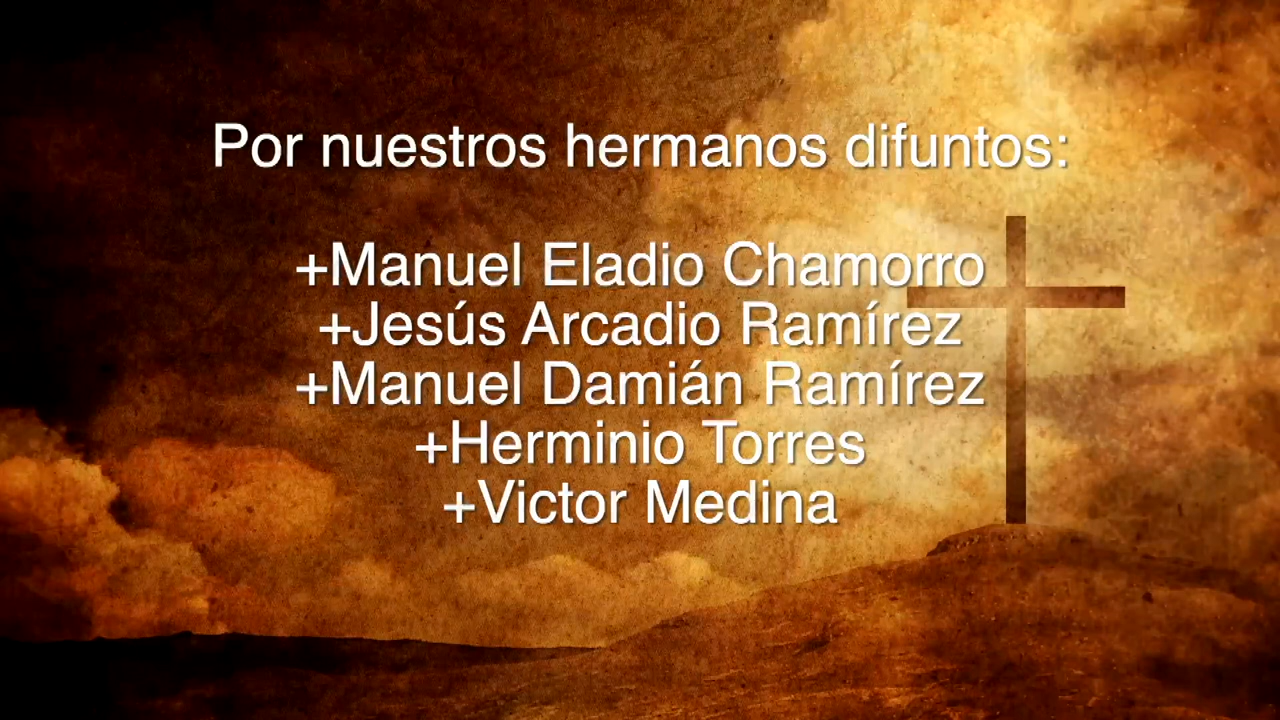 Por nuestros hermanos difuntos:
+Manuel Eladio Chamorro
+Jesús Arcadio Ramírez
+Manuel Damián Ramírez
+Herminio Torres
+Victor Medina